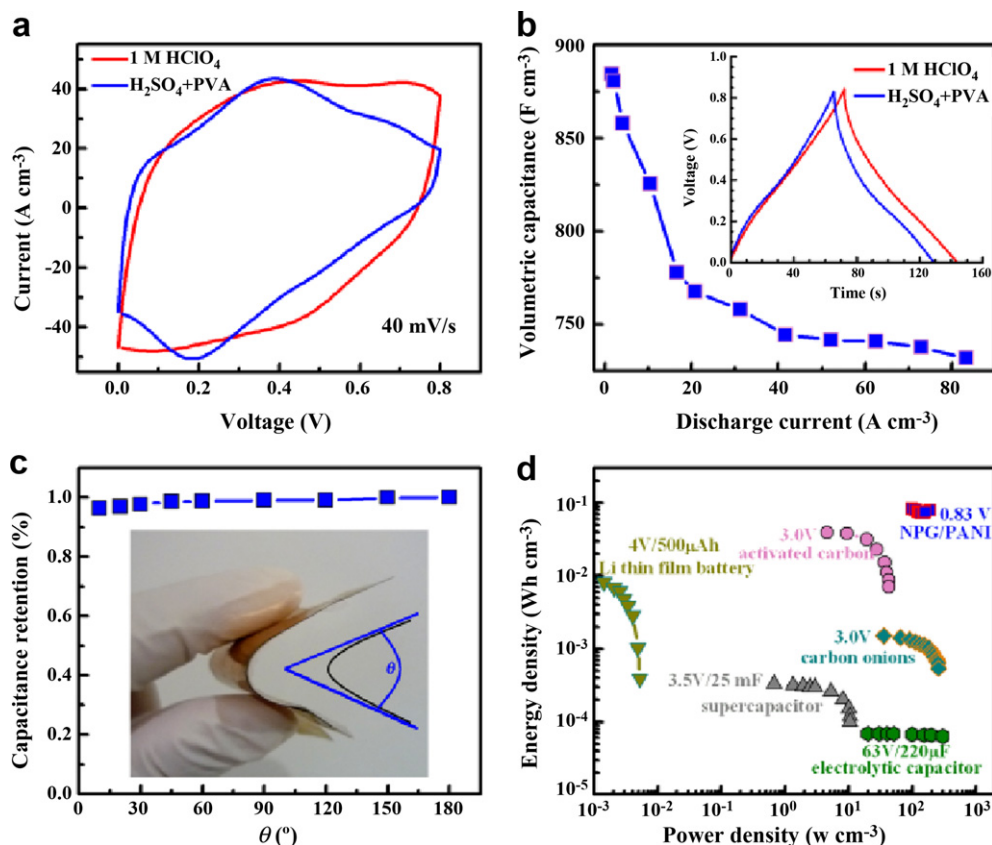 a
1 M HClO₄
H₂SO₄+PVA
Current (A cm⁻³)
40
20
0
-20
-40
40 mV/s
0.0 0.2 0.4 0.6 0.8
Voltage (V)
b
Volumetric capacitance (F cm⁻³)
900
850
800
750
0 20 40 60 80
Discharge current (A cm⁻³)
Voltage (V)
1.0
0.8
0.6
0.4
0.2
0.0
1 M HClO₄
H₂SO₄+PVA
0 40 80 120 160
Time (s)
c
Capacitance retention (%)
1.0
0.8
0.6
0.4
0.2
0.0
θ
0 30 60 90 120 150 180
θ (º)
d
Energy density (Wh cm⁻³)
10⁻¹
10⁻²
10⁻³
10⁻⁴
10⁻⁵
0.83 V
NPG/PANI
3.0V
activated carbon
4V/500μAh
Li thin film battery
3.0V
carbon onions
3.5V/25 mF
supercapacitor
63V/220μF
electrolytic capacitor
10⁻³ 10⁻² 10⁻¹ 10⁰ 10¹ 10² 10³
Power density (w cm⁻³)